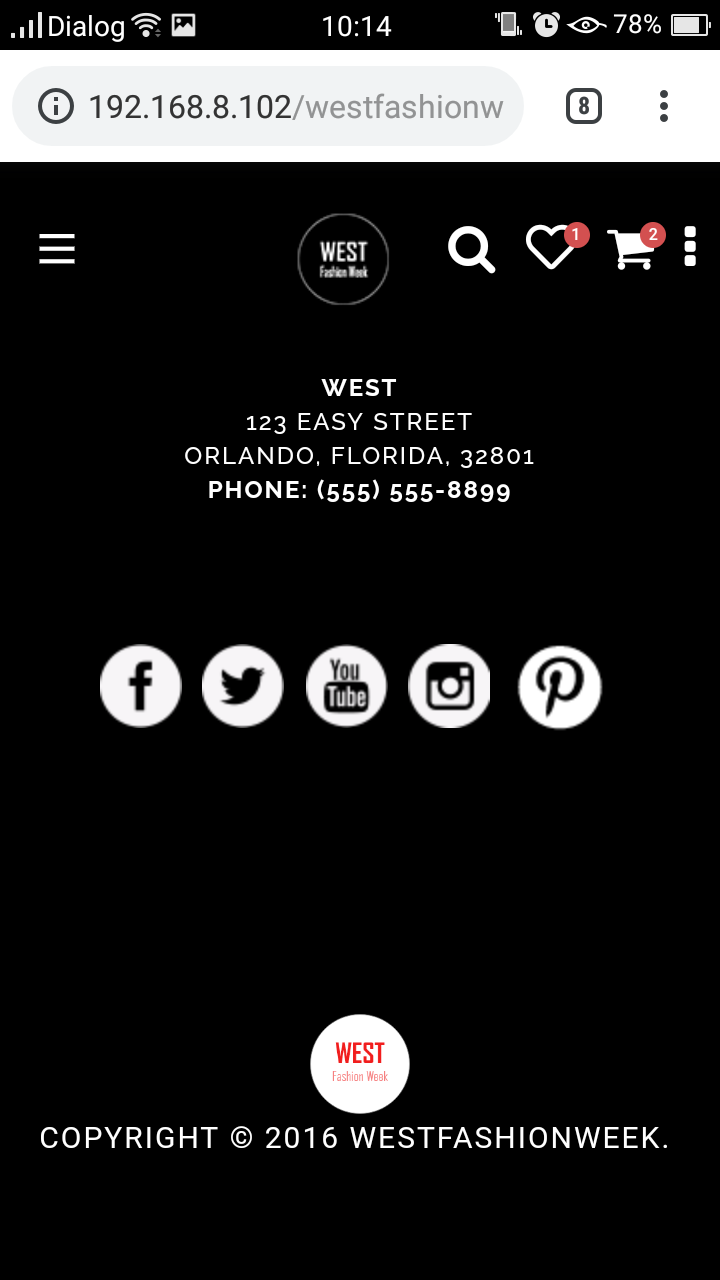 Dialog 10:14 78%
192.168.8.102/westfashionw 8
WEST
Fashion Week
1
2
WEST
123 EASY STREET
ORLANDO, FLORIDA, 32801
PHONE: (555) 555-8899
f You Tube
WEST
Fashion Week
COPYRIGHT © 2016 WESTFASHIONWEEK.